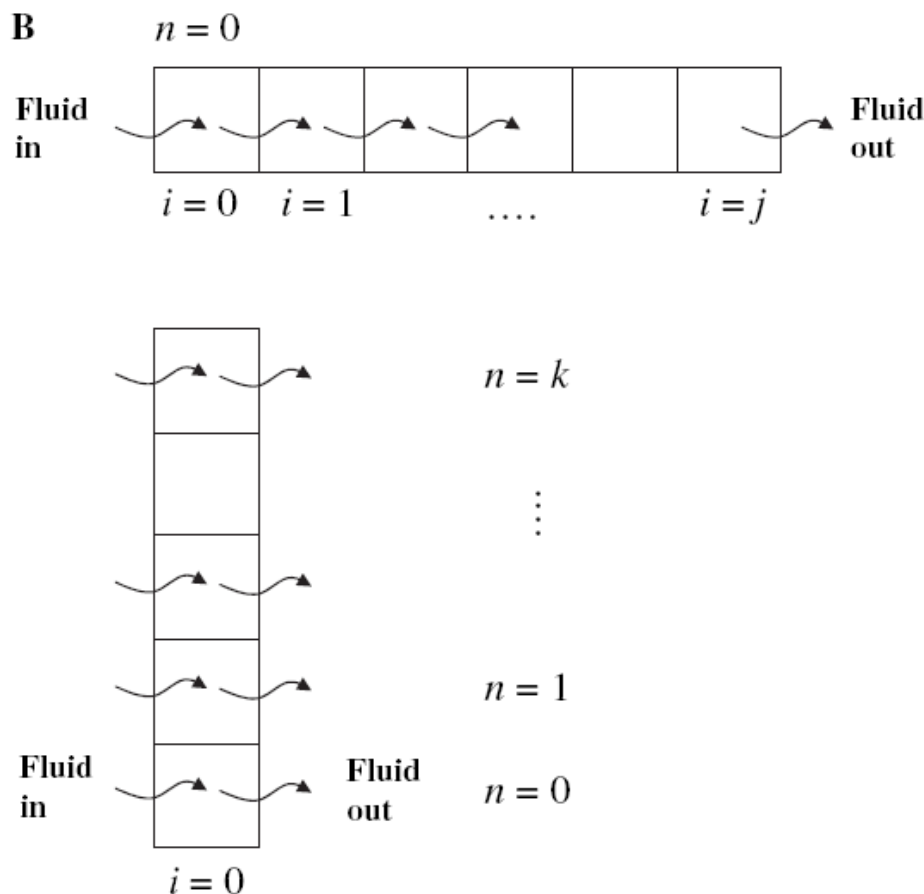 B n = 0
Fluid in Fluid out
i = 0 i = 1 .... i = j
n = k
....
n = 1
Fluid in Fluid out n = 0
i = 0